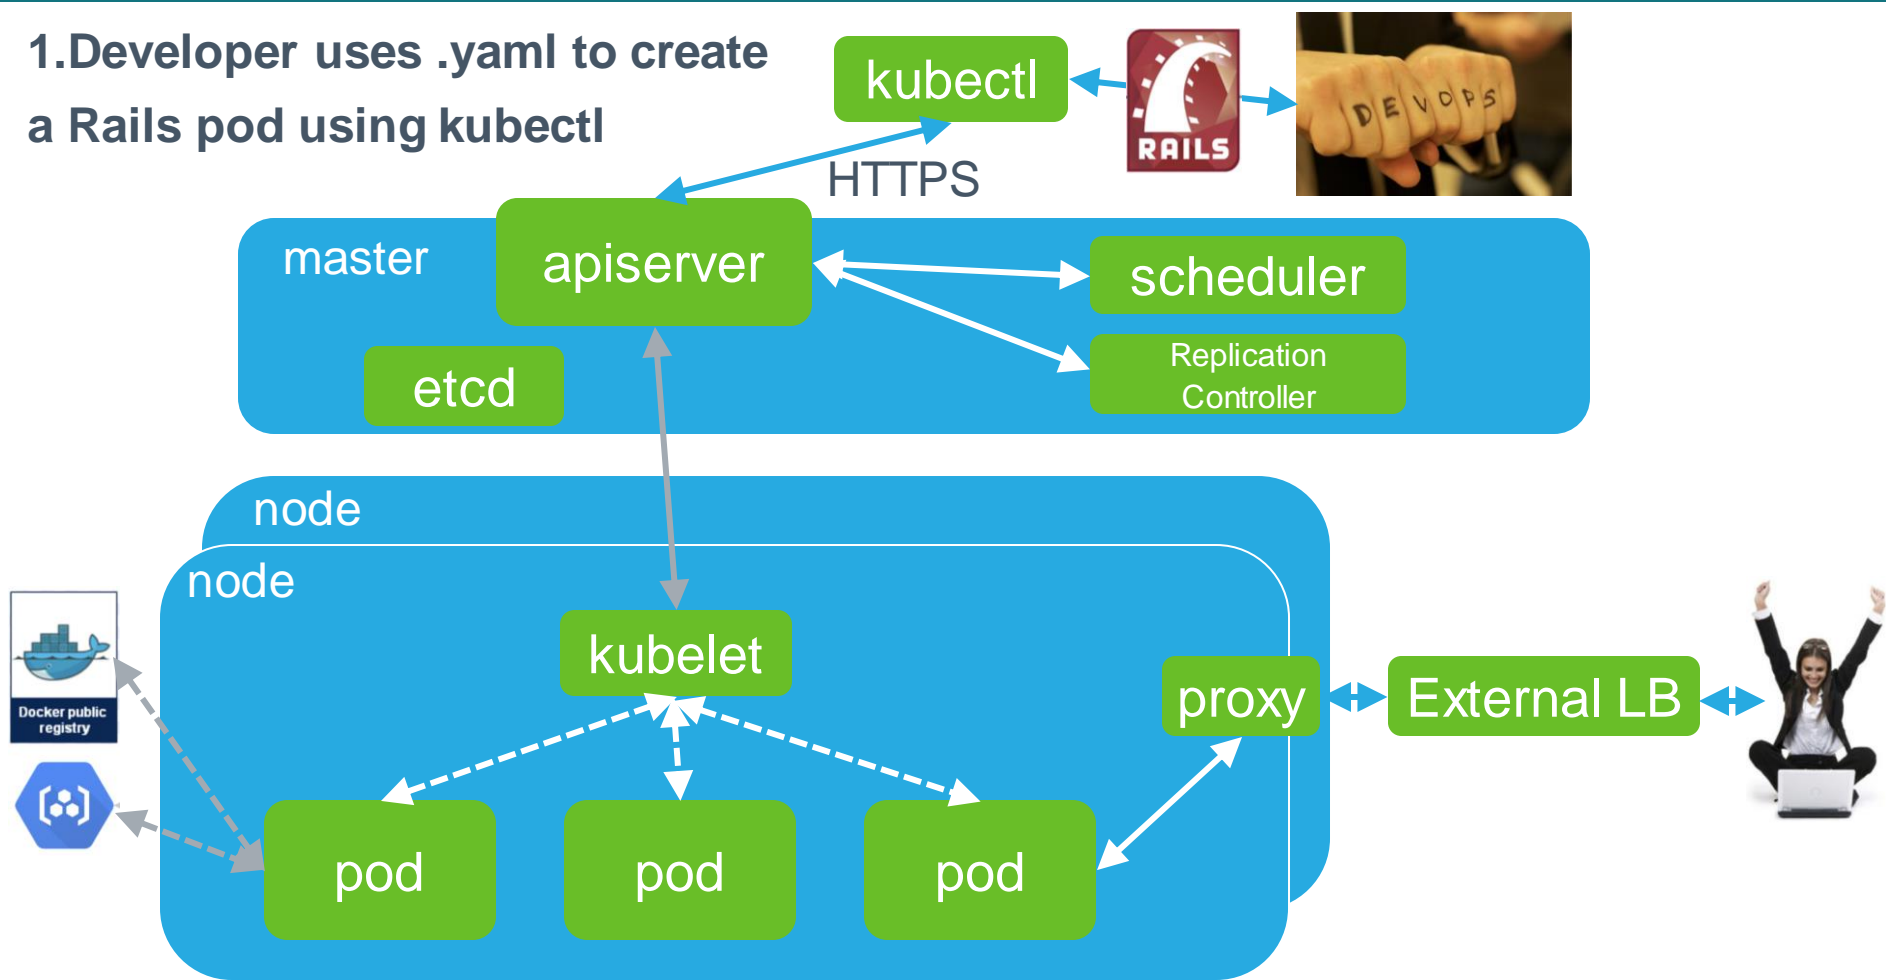 1.Developer uses .yaml to create
a Rails pod using kubectl
kubectl
RAILS
DEVOPS
HTTPS
master
apiserver
scheduler
Replication
Controller
etcd
node
node
kubelet
Docker public
registry
proxy
External LB
pod
pod
pod